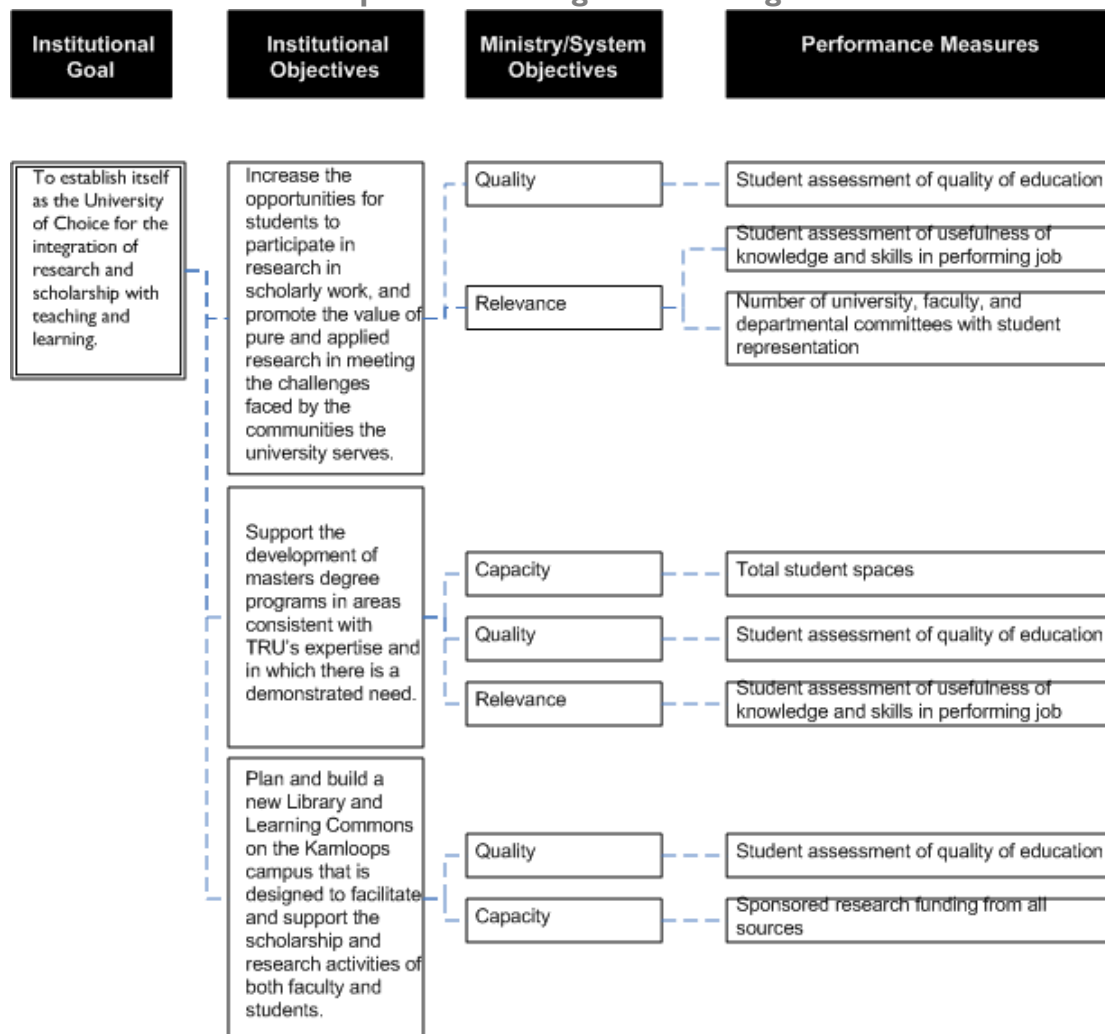 Institutional
Goal
Institutional
Objectives
Ministry/System
Objectives
Performance Measures
To establish itself
as the University
of Choice for the
integration of
research and
scholarship with
teaching and
learning.
Increase the
opportunities for
students to
participate in
research in
scholarly work, and
promote the value of
pure and applied
research in meeting
the challenges
faced by the
communities the
university serves.
Quality
Student assessment of quality of education
Relevance
Student assessment of usefulness of
knowledge and skills in performing job
Number of university, faculty, and
departmental committees with student
representation
Support the
development of
masters degree
programs in areas
consistent with
TRU's expertise and
in which there is a
demonstrated need.
Capacity
Total student spaces
Quality
Student assessment of quality of education
Relevance
Student assessment of usefulness of
knowledge and skills in performing job
Plan and build a
new Library and
Learning Commons
on the Kamloops
campus that is
designed to facilitate
and support the
scholarship and
research activities of
both faculty and
students.
Quality
Student assessment of quality of education
Capacity
Sponsored research funding from all
sources